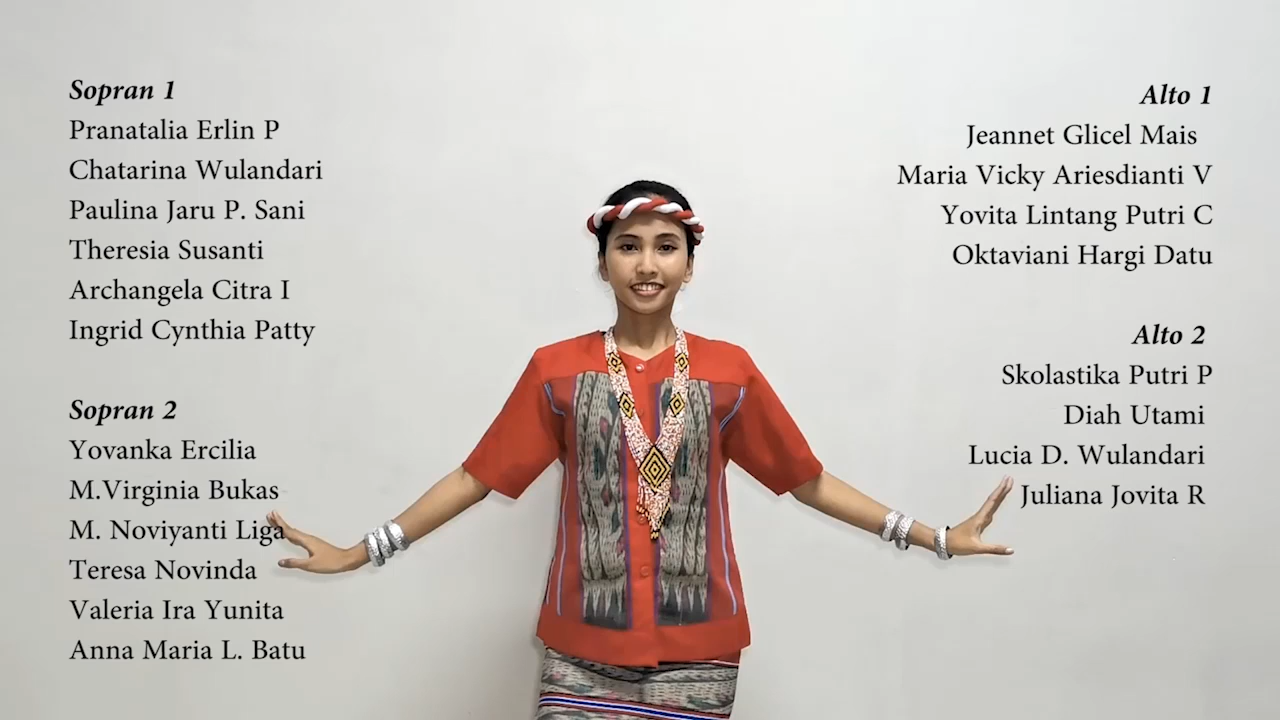 Sopran 1
Pranatalia Erlin P
Chatarina Wulandari
Paulina Jaru P. Sani
Theresia Susanti
Archangela Citra I
Ingrid Cynthia Patty
Sopran 2
Yovanka Ercilia
M.Virginia Bukas
M. Noviyanti Liga
Teresa Novinda
Valeria Ira Yunita
Anna Maria L. Batu
Alto 1
Jeannet Glicel Mais
Maria Vicky Ariesdianti V
Yovita Lintang Putri C
Oktaviani Hargi Datu
Alto 2
Skolastika Putri P
Diah Utami
Lucia D. Wulandari
Juliana Jovita R